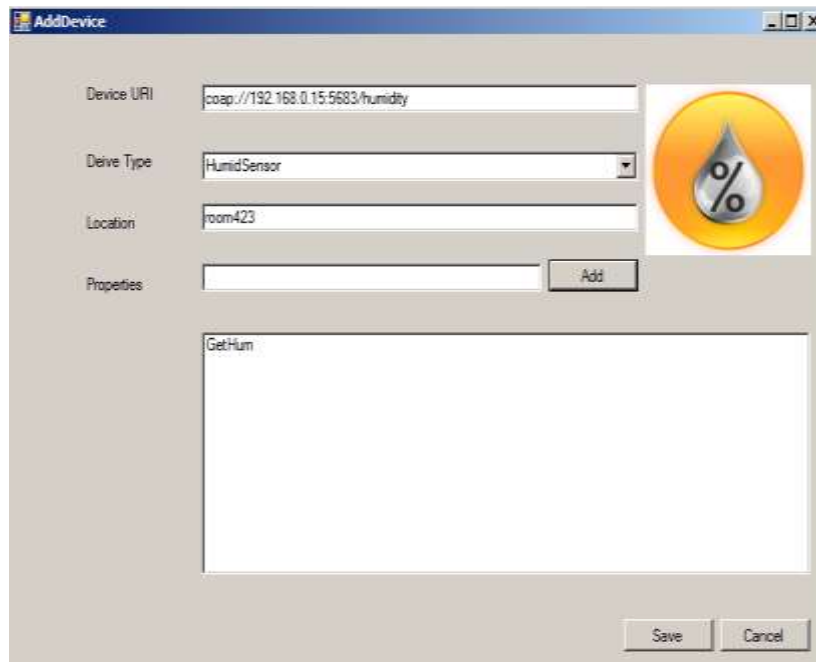 AddDevice
Device URI
coap://192.168.0.15:5683/humidity
Deive Type
HumidSensor
Location
room423
Properties
Add
GetHum
%
Save
Cancel